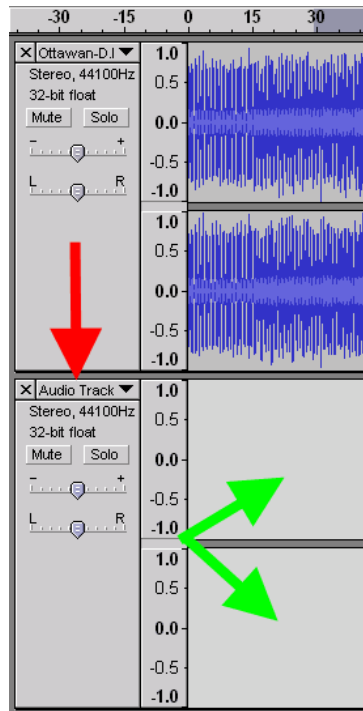 -30 -15 0 15 30
× Ottawan-D.I ▼
Stereo, 44100Hz
32-bit float
Mute Solo
- +
L R
1.0
0.5
0.0
-0.5
-1.0
1.0
0.5
0.0
-0.5
-1.0
× Audio Track ▼
Stereo, 44100Hz
32-bit float
Mute Solo
- +
L R
1.0
0.5
0.0
-0.5
-1.0
1.0
0.5
0.0
-0.5
-1.0